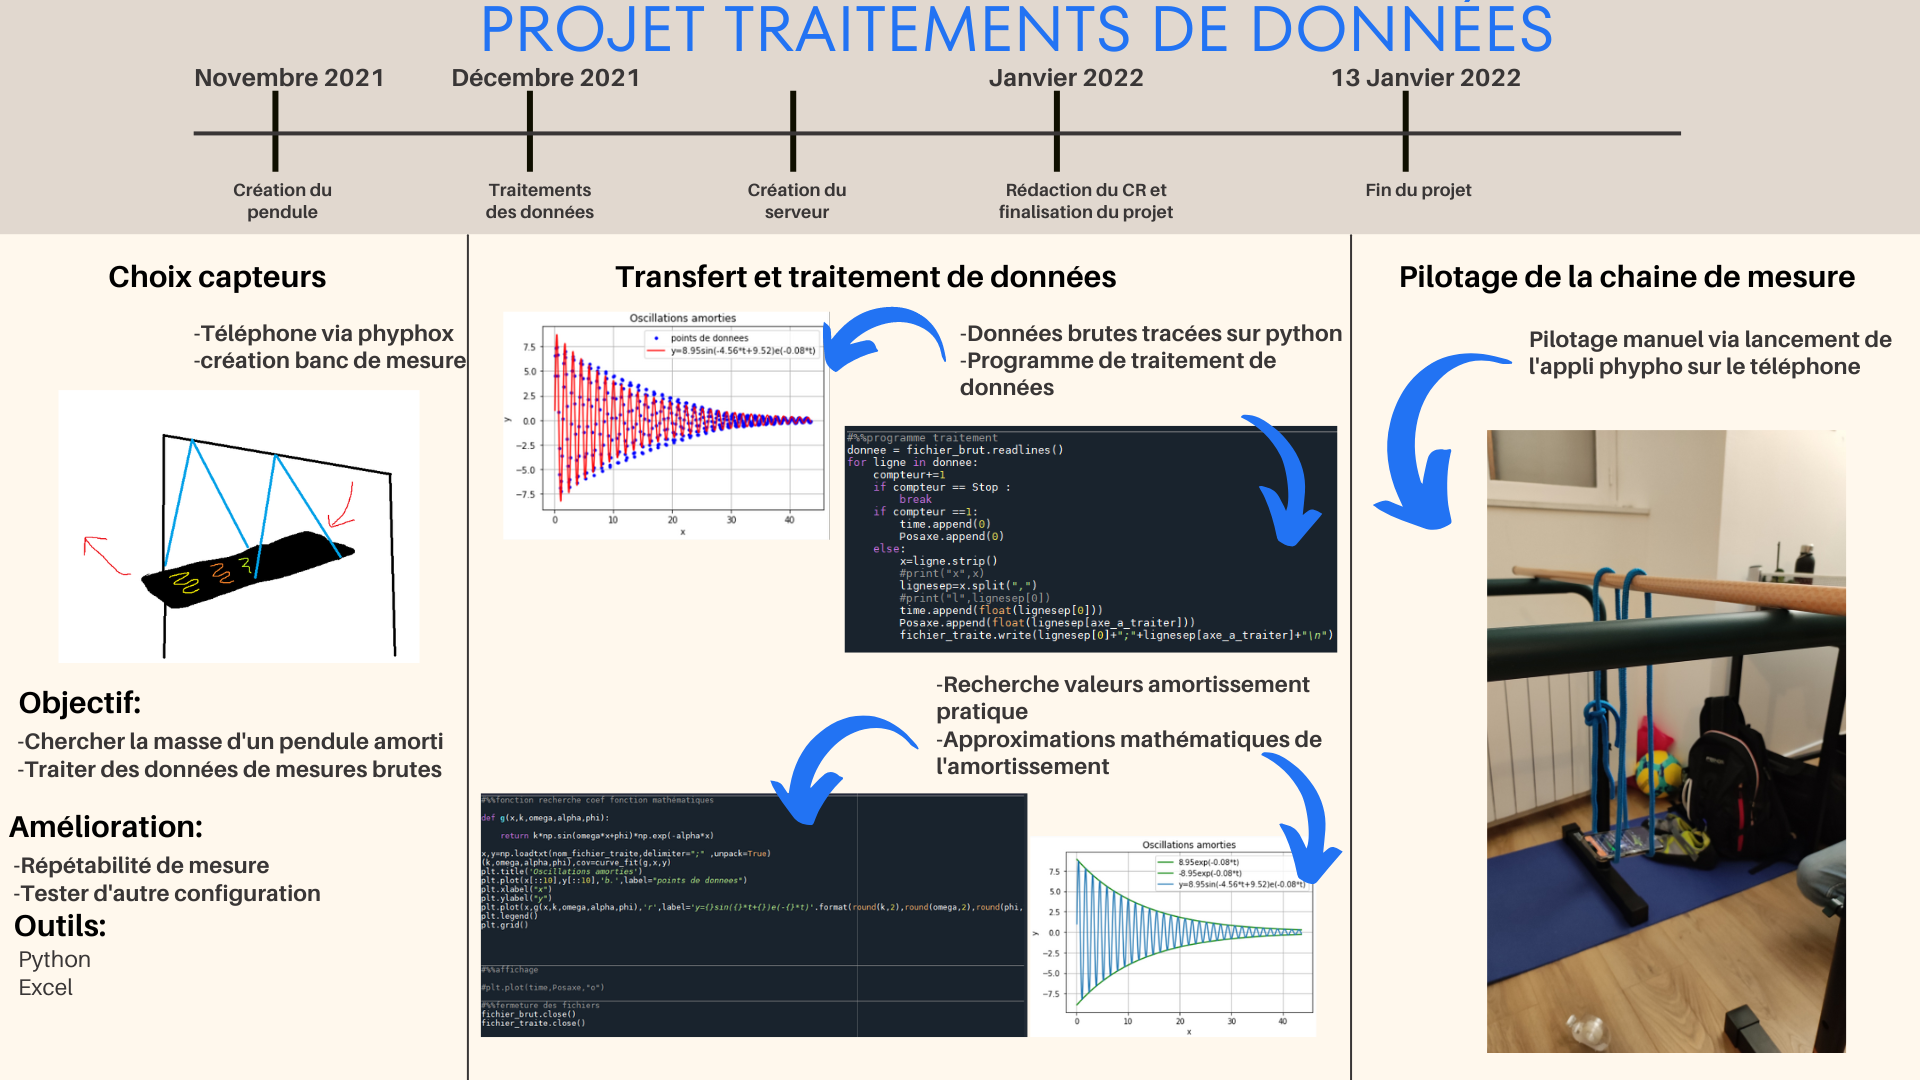 PROJET TRAITEMENTS DE DONNÉES
Novembre 2021
Décembre 2021
Janvier 2022
13 Janvier 2022
Création du
pendule
Traitements
des données
Création du
serveur
Rédaction du CR et
finalisation du projet
Fin du projet
Choix capteurs
-Téléphone via phyphox
-création banc de mesure
Objectif:
-Chercher la masse d'un pendule amorti
-Traiter des données de mesures brutes
Amélioration:
-Répétabilité de mesure
-Tester d'autre configuration
Outils:
Python
Excel
Transfert et traitement de données
Oscillations amorties
points de donnees
y=8.95sin(-4.56*t+9.52)e(-0.08*t)
7.5
5.0
2.5
0.0
−2.5
−5.0
−7.5
y
0 10 20 30 40
x
-Données brutes tracées sur python
-Programme de traitement de
données
#%%programme traitement
donnee = fichier_brut.readlines()
for ligne in donnee:
    compteur+=1
    if compteur == Stop :
        break
    if compteur ==1:
        time.append(0)
        Posaxe.append(0)
    else:
        x=ligne.strip()
        #print("x",x)
        lignesep=x.split(",")
        #print("l",lignesep[0])
        time.append(float(lignesep[0]))
        Posaxe.append(float(lignesep[axe_a_traiter]))
        fichier_traite.write(lignesep[0]+";"+lignesep[axe_a_traiter]+"\n")
-Recherche valeurs amortissement
pratique
-Approximations mathématiques de
l'amortissement
#%%fonction recherche coef fonction mathématiques
def g(x,k,omega,alpha,phi):
    return k*np.sin(omega*x+phi)*np.exp(-alpha*x)
x,y=np.loadtxt(nom_fichier_traite,delimiter=";" ,unpack=True)
(k,omega,alpha,phi),cov=curve_fit(g,x,y)
plt.title('Oscillations amorties')
plt.plot(x[::10],y[::10],'b.',label="points de donnees")
plt.xlabel("x")
plt.ylabel("y")
plt.plot(x,g(x,k,omega,alpha,phi),'r',label='y={}sin({}*t+{})e(-{}*t)'.format(round(k,2),round(omega,2),round(phi,
plt.legend()
plt.grid()
#%%affichage
#plt.plot(time,Posaxe,"o")
#%%fermeture des fichiers
fichier_brut.close()
fichier_traite.close()
Oscillations amorties
8.95exp(-0.08*t)
-8.95exp(-0.08*t)
y=8.95sin(-4.56*t+9.52)e(-0.08*t)
7.5
5.0
2.5
0.0
−2.5
−5.0
−7.5
y
0 10 20 30 40
x
Pilotage de la chaine de mesure
Pilotage manuel via lancement de
l'appli phypho sur le téléphone